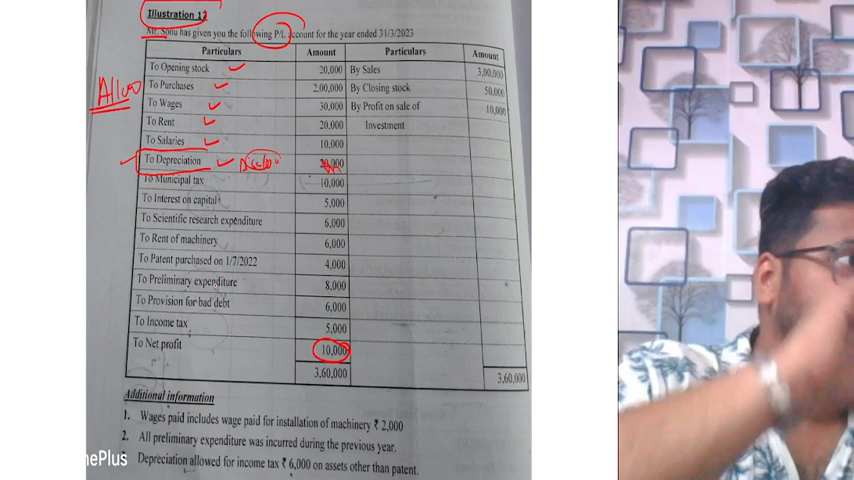 Illustration 12
Mr. Sonu has given you the following P/L account for the year ended 31/3/2023
Particulars Amount Particulars Amount
To Opening stock 20,000 By Sales 3,00,000
To Purchases 2,00,000 By Closing stock 50,000
To Wages 30,000 By Profit on sale of 10,000
To Rent 20,000 Investment
To Salaries 10,000
To Depreciation
To Municipal tax 10,000
To Interest on capital 5,000
To Scientific research expenditure 6,000
To Rent of machinery 6,000
To Patent purchased on 1/7/2022 4,000
To Preliminary expenditure 8,000
To Provision for bad debt 6,000
To Income tax 5,000
To Net profit 10,000
3,60,000 3,60,000
Additional information
1. Wages paid includes wage paid for installation of machinery ₹ 2,000
2. All preliminary expenditure was incurred during the previous year.
Depreciation allowed for income tax ₹ 6,000 on assets other than patent.
nePlus